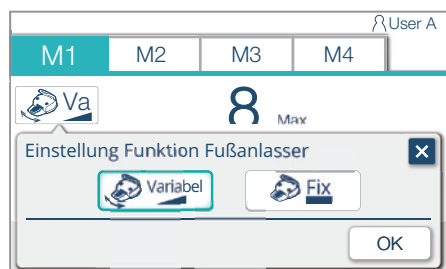 User A
M1 M2 M3 M4
Va 8 Max
Einstellung Funktion Fußanlasser
Variabel Fix
OK